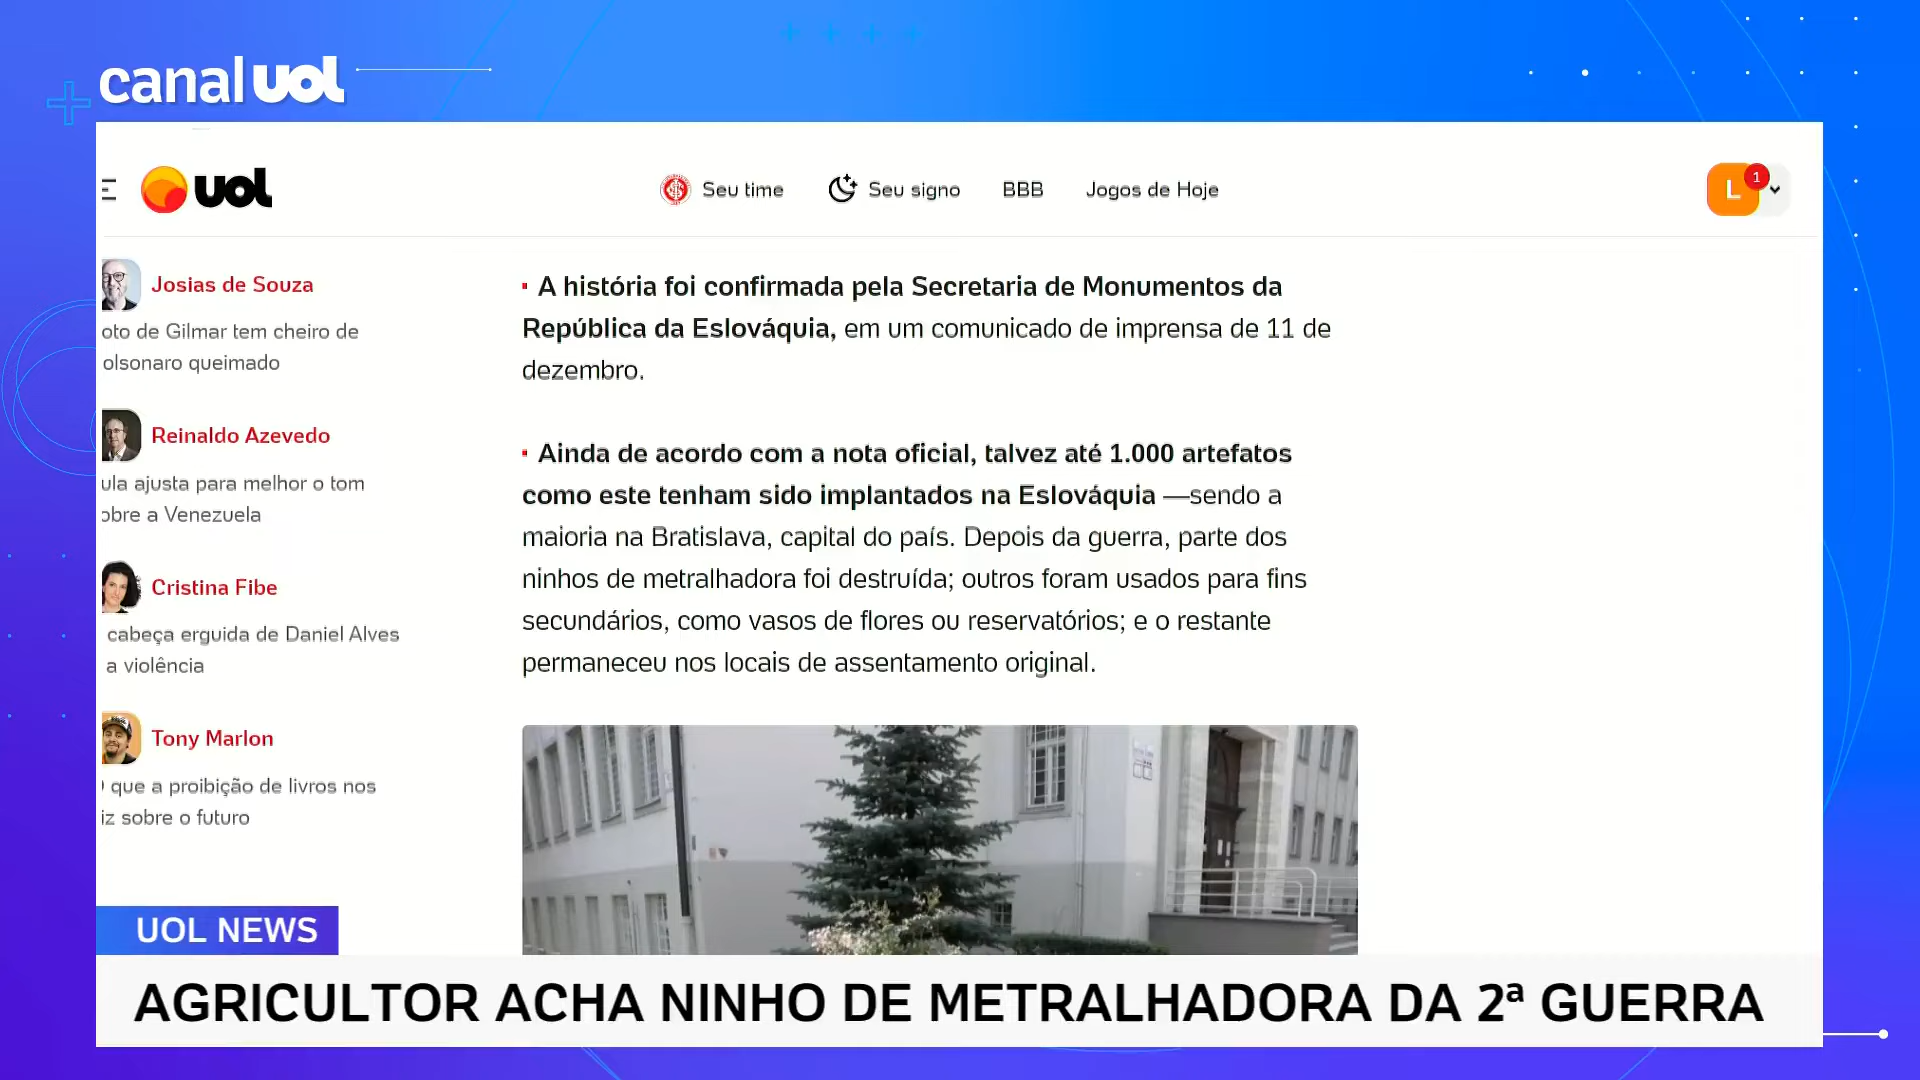 canal uol
uol
Seu time
Seu signo
BBB
Jogos de Hoje
L
1
Josias de Souza
oto de Gilmar tem cheiro de
olsonaro queimado
Reinaldo Azevedo
ula ajusta para melhor o tom
obre a Venezuela
Cristina Fibe
cabeça erguida de Daniel Alves
a violência
Tony Marlon
que a proibição de livros nos
iz sobre o futuro
A história foi confirmada pela Secretaria de Monumentos da
República da Eslováquia, em um comunicado de imprensa de 11 de
dezembro.
Ainda de acordo com a nota oficial, talvez até 1.000 artefatos
como este tenham sido implantados na Eslováquia —sendo a
maioria na Bratislava, capital do país. Depois da guerra, parte dos
ninhos de metralhadora foi destruída; outros foram usados para fins
secundários, como vasos de flores ou reservatórios; e o restante
permaneceu nos locais de assentamento original.
UOL NEWS
AGRICULTOR ACHA NINHO DE METRALHADORA DA 2ª GUERRA